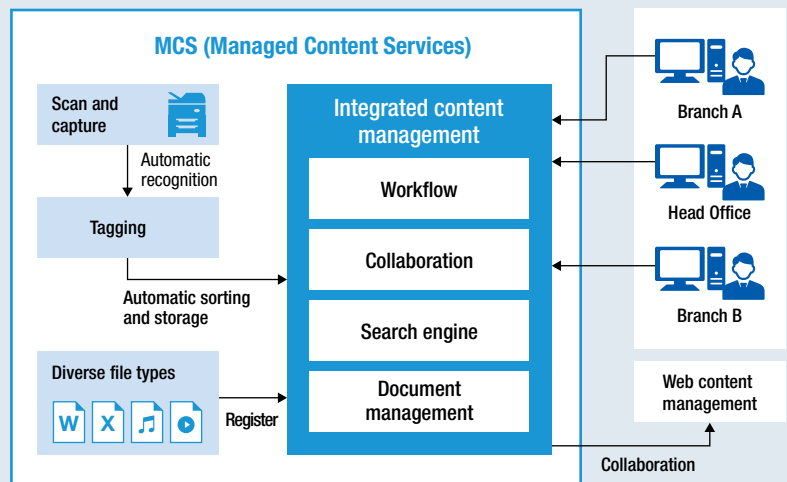 MCS (Managed Content Services)
Scan and
capture
Automatic
recognition
Tagging
Automatic sorting
and storage
Diverse file types
W X
Register
Integrated content
management
Workflow
Collaboration
Search engine
Document
management
Branch A
Head Office
Branch B
Web content
management
Collaboration